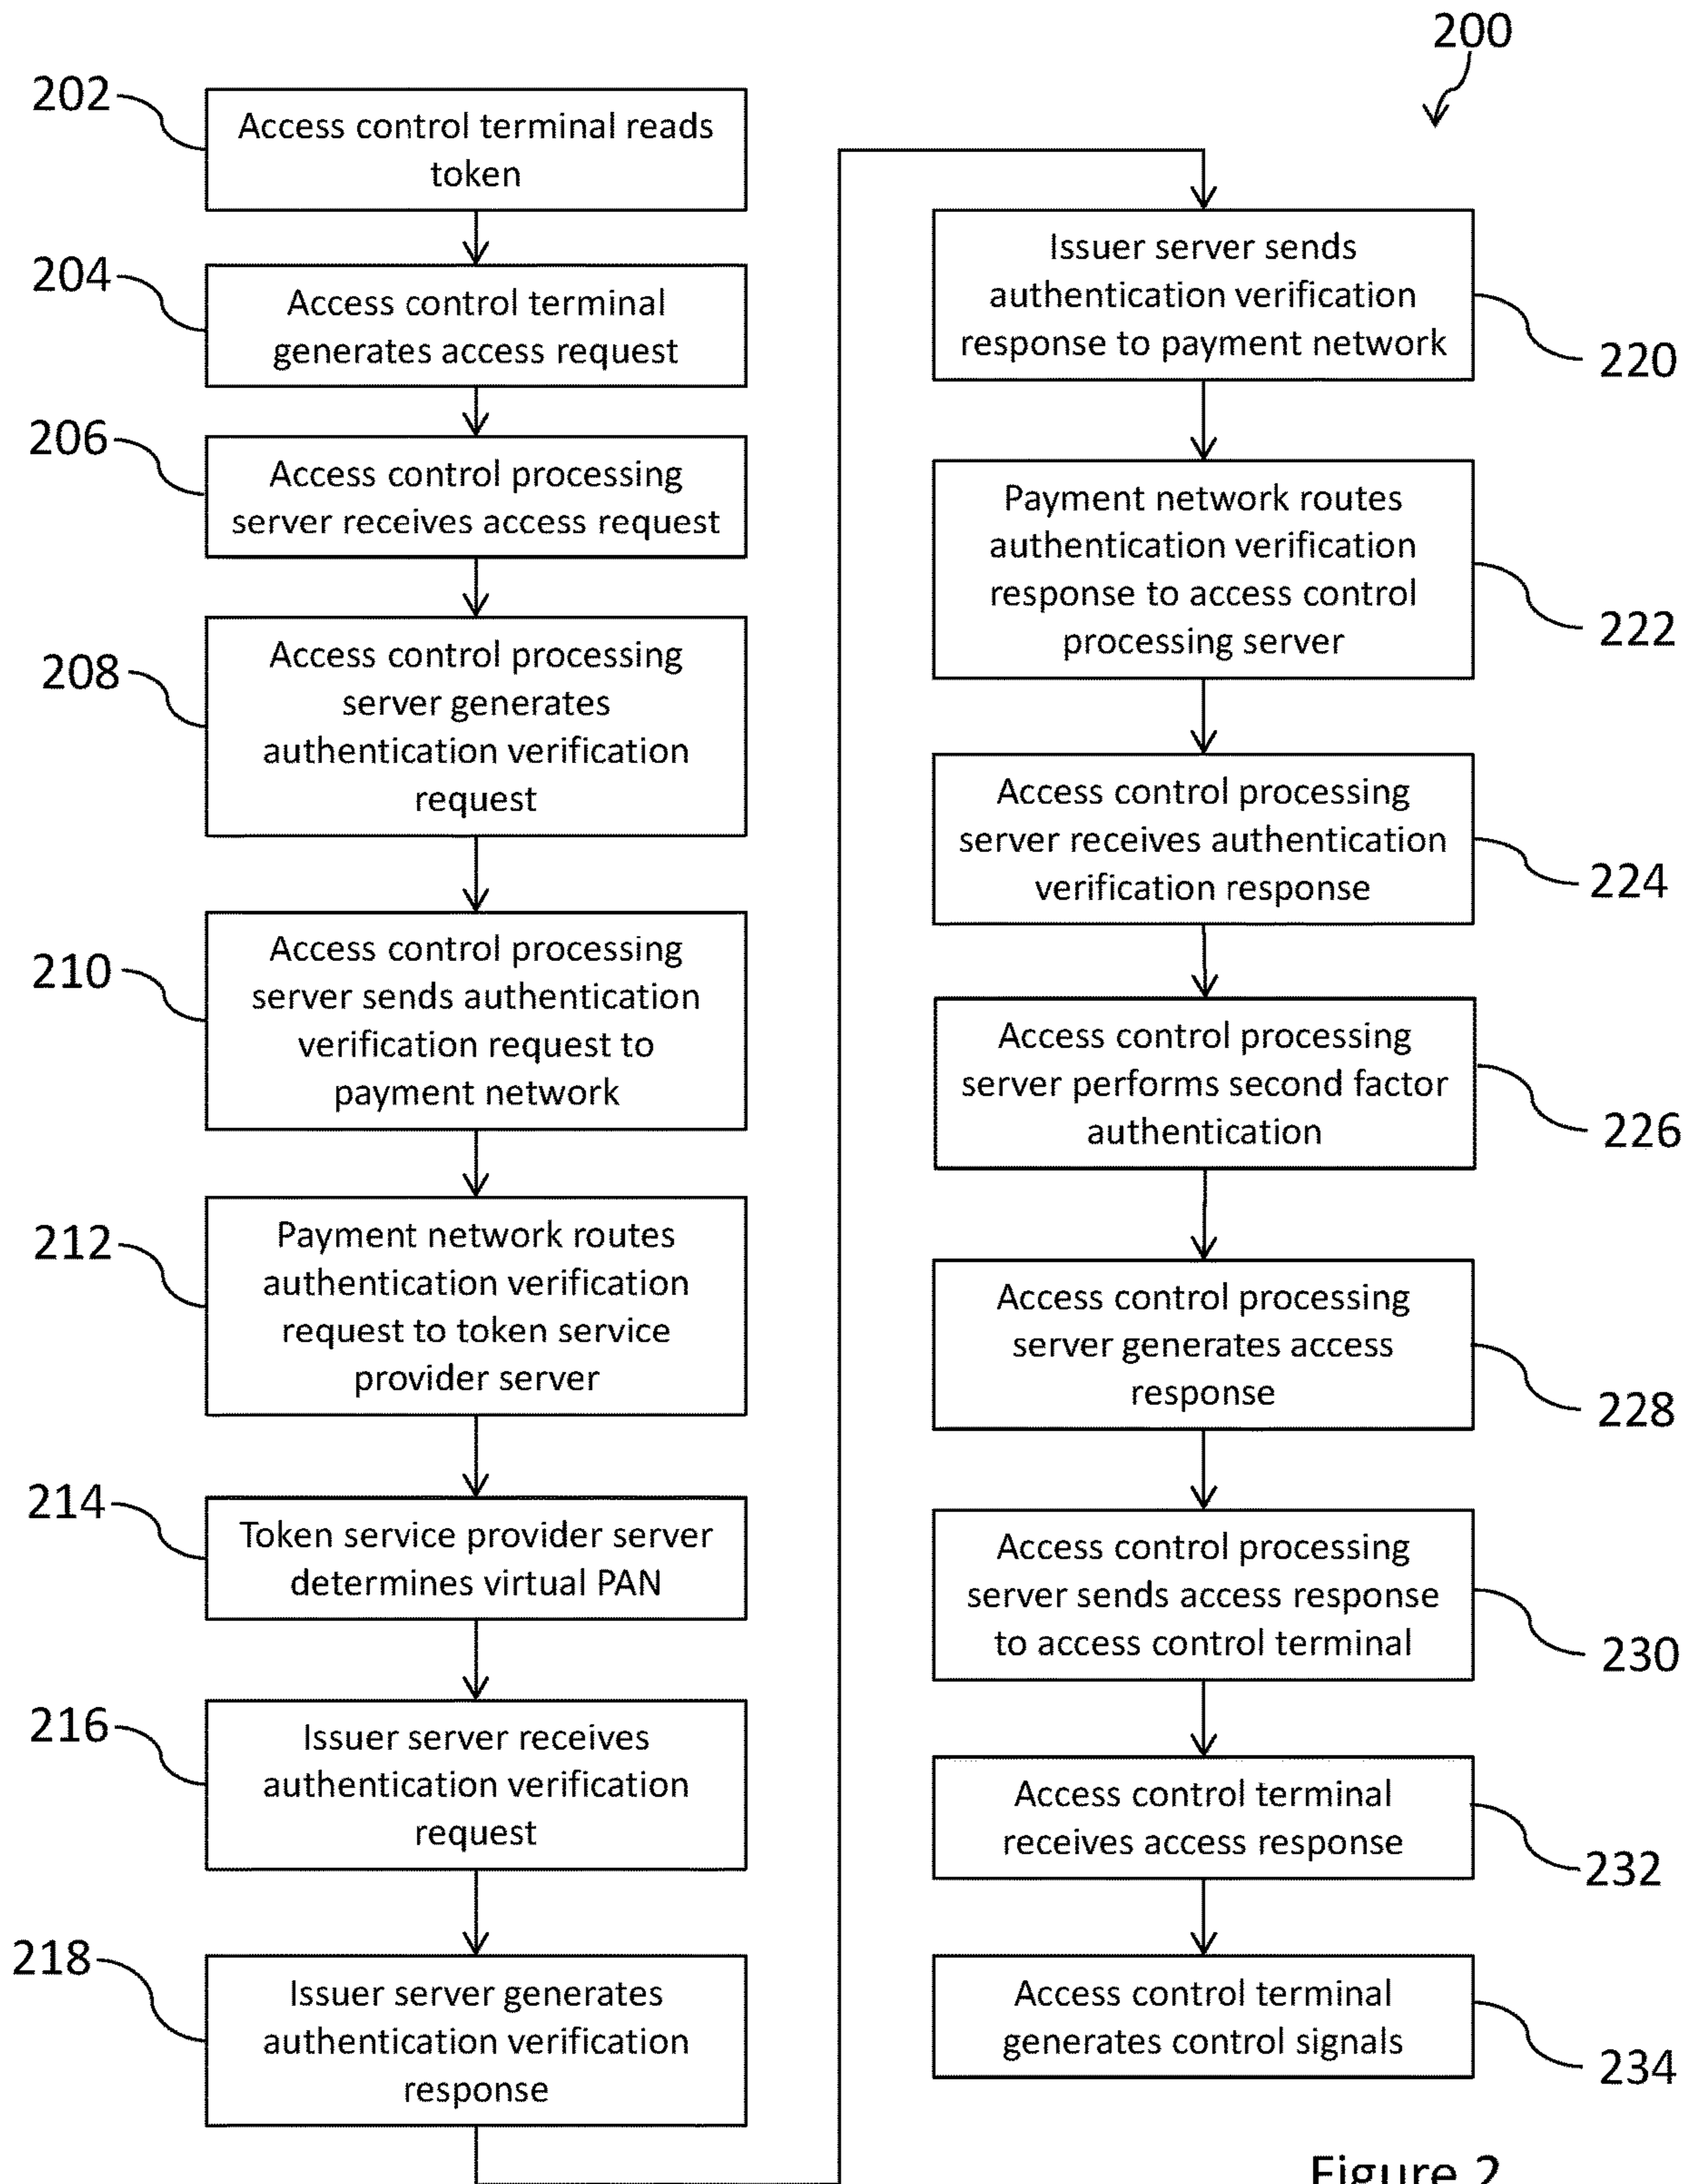 200
202
Access control terminal reads
token
204
Access control terminal
generates access request
206
Access control processing
server receives access request
208
Access control processing
server generates
authentication verification
request
210
Access control processing
server sends authentication
verification request to
payment network
212
Payment network routes
authentication verification
request to token service
provider server
214
Token service provider server
determines virtual PAN
216
Issuer server receives
authentication verification
request
218
Issuer server generates
authentication verification
response
Issuer server sends
authentication verification
response to payment network
220
Payment network routes
authentication verification
response to access control
processing server
222
Access control processing
server receives authentication
verification response
224
Access control processing
server performs second factor
authentication
226
Access control processing
server generates access
response
228
Access control processing
server sends access response
to access control terminal
230
Access control terminal
receives access response
232
Access control terminal
generates control signals
234
Figure 2